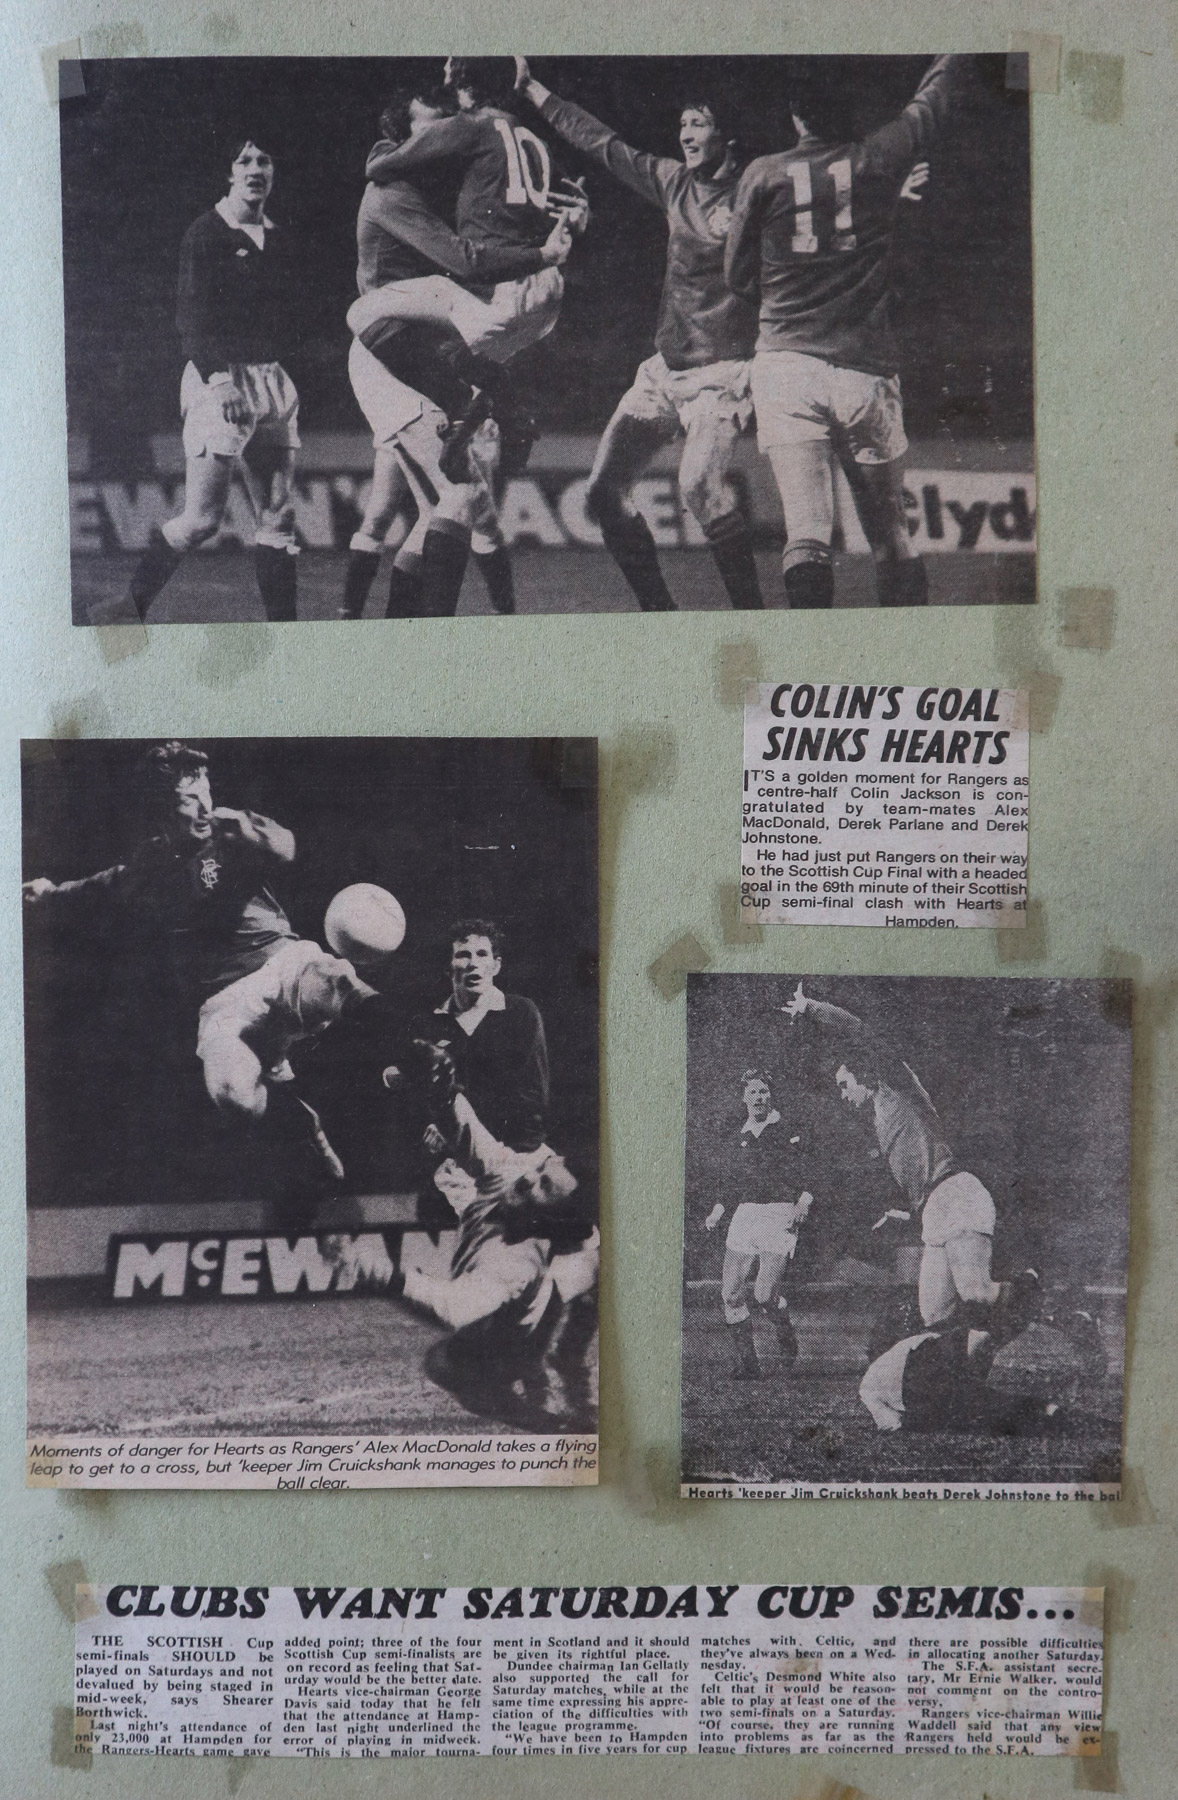 10
11
EWAN'S LAGER
Clyd
COLIN'S GOAL
SINKS HEARTS
IT'S a golden moment for Rangers as
centre-half Colin Jackson is con-
gratulated by team-mates Alex
MacDonald, Derek Parlane and Derek
Johnstone.
He had just put Rangers on their way
to the Scottish Cup Final with a headed
goal in the 69th minute of their Scottish
Cup semi-final clash with Hearts at
Hampden.
McEWAN
Moments of danger for Hearts as Rangers' Alex MacDonald takes a flying
leap to get to a cross, but 'keeper Jim Cruickshank manages to punch the
ball clear.
Hearts 'keeper Jim Cruickshank beats Derek Johnstone to the bal
CLUBS WANT SATURDAY CUP SEMIS...
THE SCOTTISH Cup
semi-finals SHOULD be
played on Saturdays and not
devalued by being staged in
mid-week, says Shearer
Borthwick.
Last night's attendance of
only 23,000 at Hampden for
the Rangers-Hearts game gave
added point; three of the four
Scottish Cup semi-finalists are
on record as feeling that Sat-
urday would be the better date.
Hearts vice-chairman George
Davis said today that he felt
that the attendance at Hamp-
den last night underlined the
error of playing in midweek.
"This is the major tourna-
ment in Scotland and it should
be given its rightful place.
Dundee chairman Ian Gellatly
also supported the call for
Saturday matches, while at the
same time expressing his appre-
ciation of the difficulties with
the league programme.
"We have been to Hampden
four times in five years for cup
matches with Celtic, and
they've always been on a Wed-
nesday.
Celtic's Desmond White also
felt that it would be reason-
able to play at least one of the
two semi-finals on a Saturday.
"Of course, they are running
into problems as far as the
league fixtures are concerned
there are possible difficulties
in allocating another Saturday.
The S.F.A. assistant secre-
tary, Mr Ernie Walker, would
not comment on the contro-
versy.
Rangers vice-chairman Willie
Waddell said that any view
Rangers held would be ex-
pressed to the S.F.A.